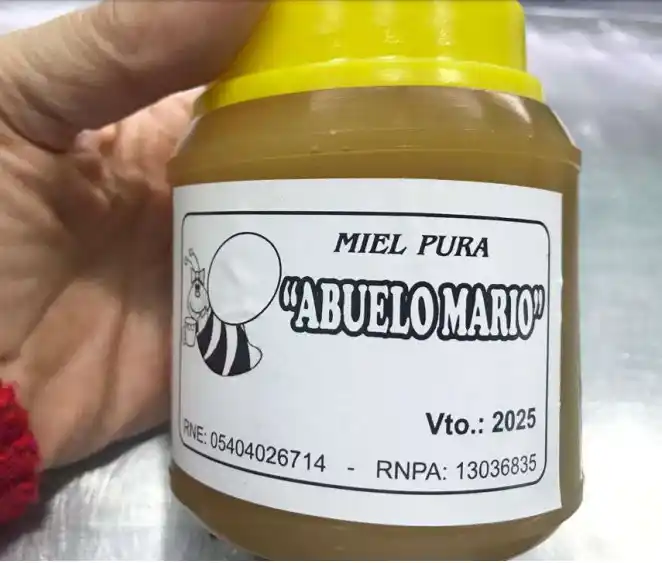 MIEL PURA
“ABUELO MARIO”
Vto.: 2025
RNE: 05404026714 - RNPA: 13036835